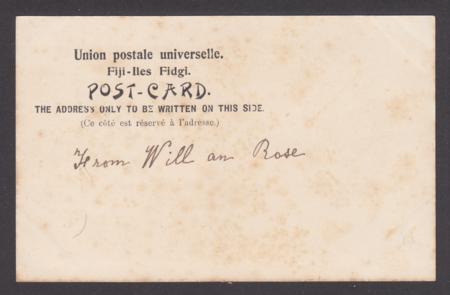 Union postale universelle.
Fiji-Iles Fidgi.
POST-CARD.
THE ADDRESS ONLY TO BE WRITTEN ON THIS SIDE.
(Ce côté est réservé à l'adresse.)
From Will an Rose